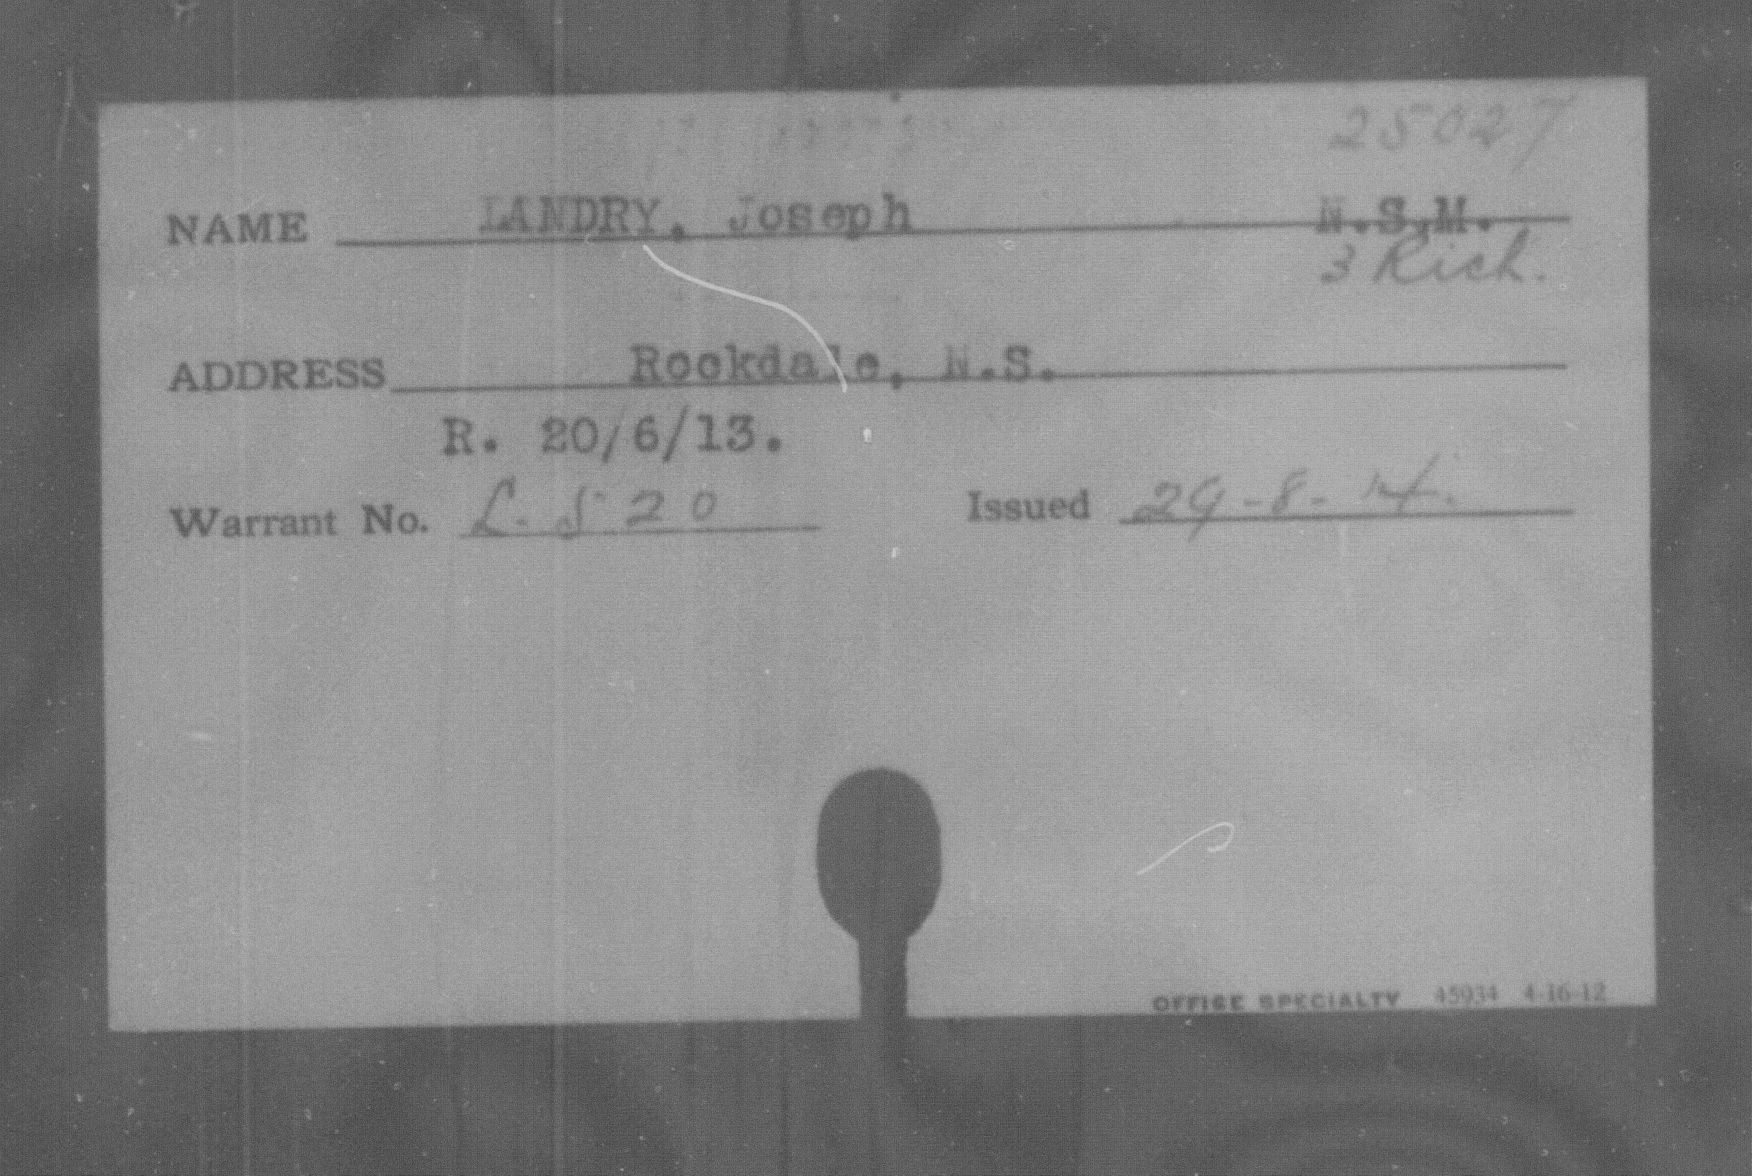 25027
NAME LANDRY, Joseph N.S.M.
3 Rich.
ADDRESS Rockdale, N.S.
R. 20/6/13.
Warrant No. L. S 20 Issued 29-8-14.
OFFICE SPECIALTY 45934 4-16-12